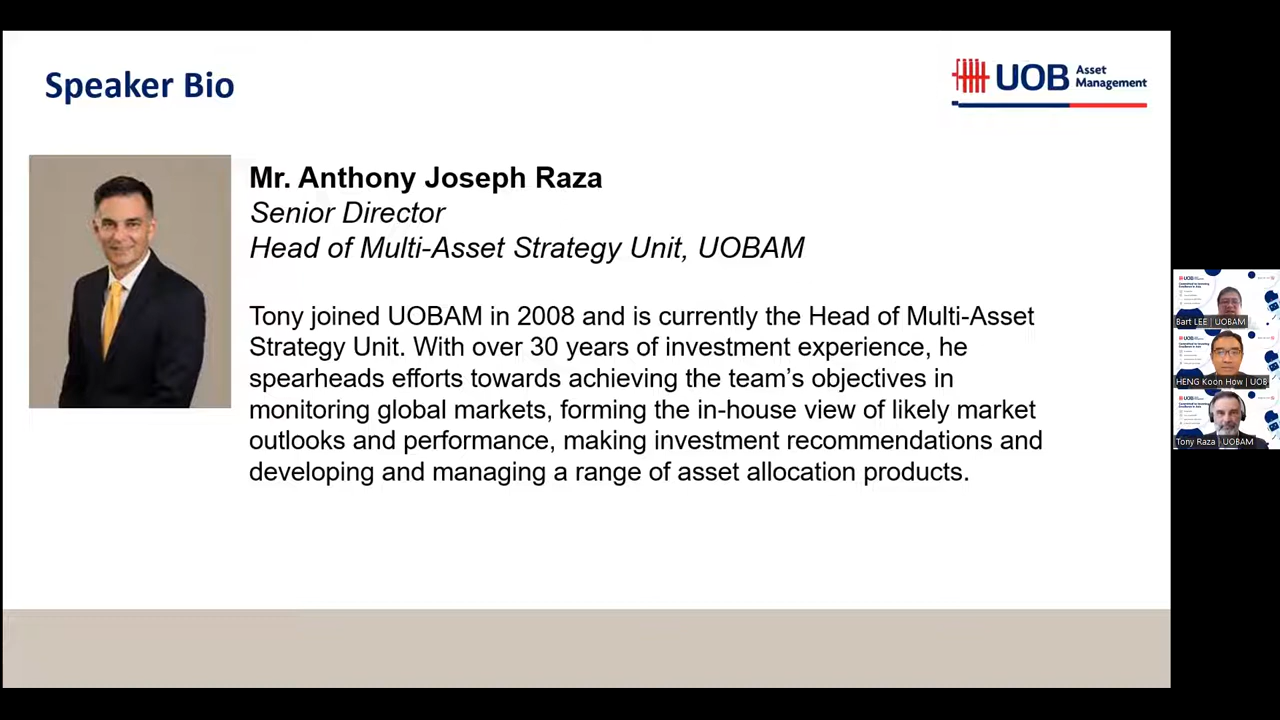 Speaker Bio
UOB Asset Management
Mr. Anthony Joseph Raza
Senior Director
Head of Multi-Asset Strategy Unit, UOBAM
Tony joined UOBAM in 2008 and is currently the Head of Multi-Asset
Strategy Unit. With over 30 years of investment experience, he
spearheads efforts towards achieving the team's objectives in
monitoring global markets, forming the in-house view of likely market
outlooks and performance, making investment recommendations and
developing and managing a range of asset allocation products.
Bart LEE | UOBAM
HENG Koon How | UOB
Tony Raza - UOBAM